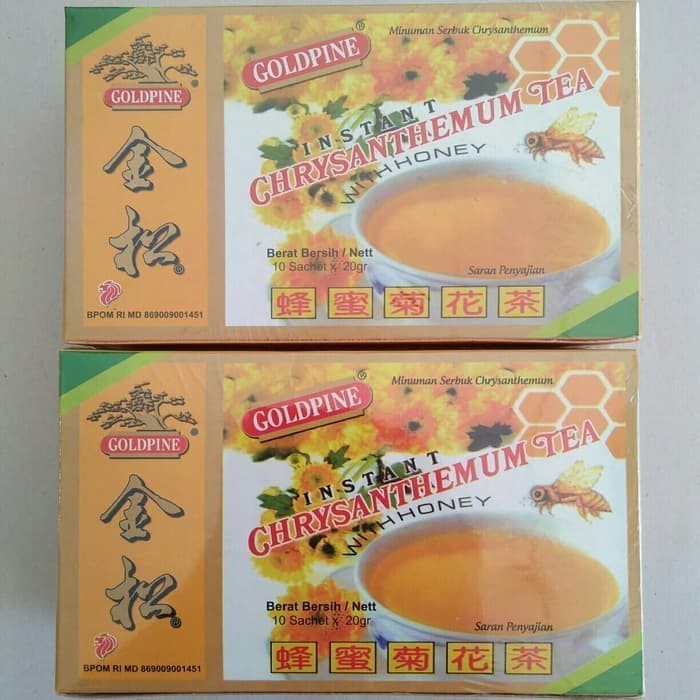 GOLDPINE
金松
BPOM RI MD 869009001451
GOLDPINE
Minuman Serbuk Chrysanthemum
INSTANT
CHRYSANTHEMUM TEA
WITH HONEY
Berat Bersih / Nett
10 Sachet x 20gr
Saran Penyajian
蜂蜜菊花茶
GOLDPINE
金松
BPOM RI MD 869009001451
GOLDPINE
Minuman Serbuk Chrysanthemum
INSTANT
CHRYSANTHEMUM TEA
WITH HONEY
Berat Bersih / Nett
10 Sachet x 20gr
Saran Penyajian
蜂蜜菊花茶